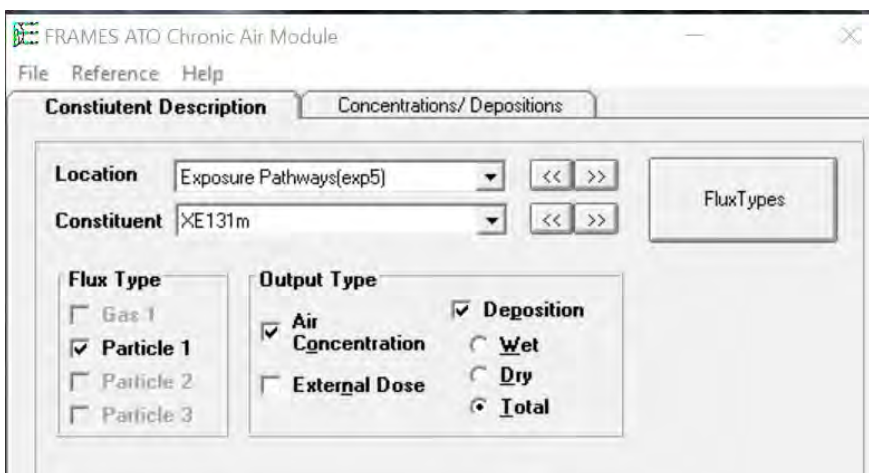 FRAMES ATO Chronic Air Module
File Reference Help
Constiutent Description Concentrations/ Depositions
Location Exposure Pathways(exp5) << >>
FluxTypes
Constituent XE131m << >>
Flux Type
Gas 1
Particle 1
Particle 2
Particle 3
Output Type
Air
Concentration
External Dose
Deposition
Wet
Dry
Total